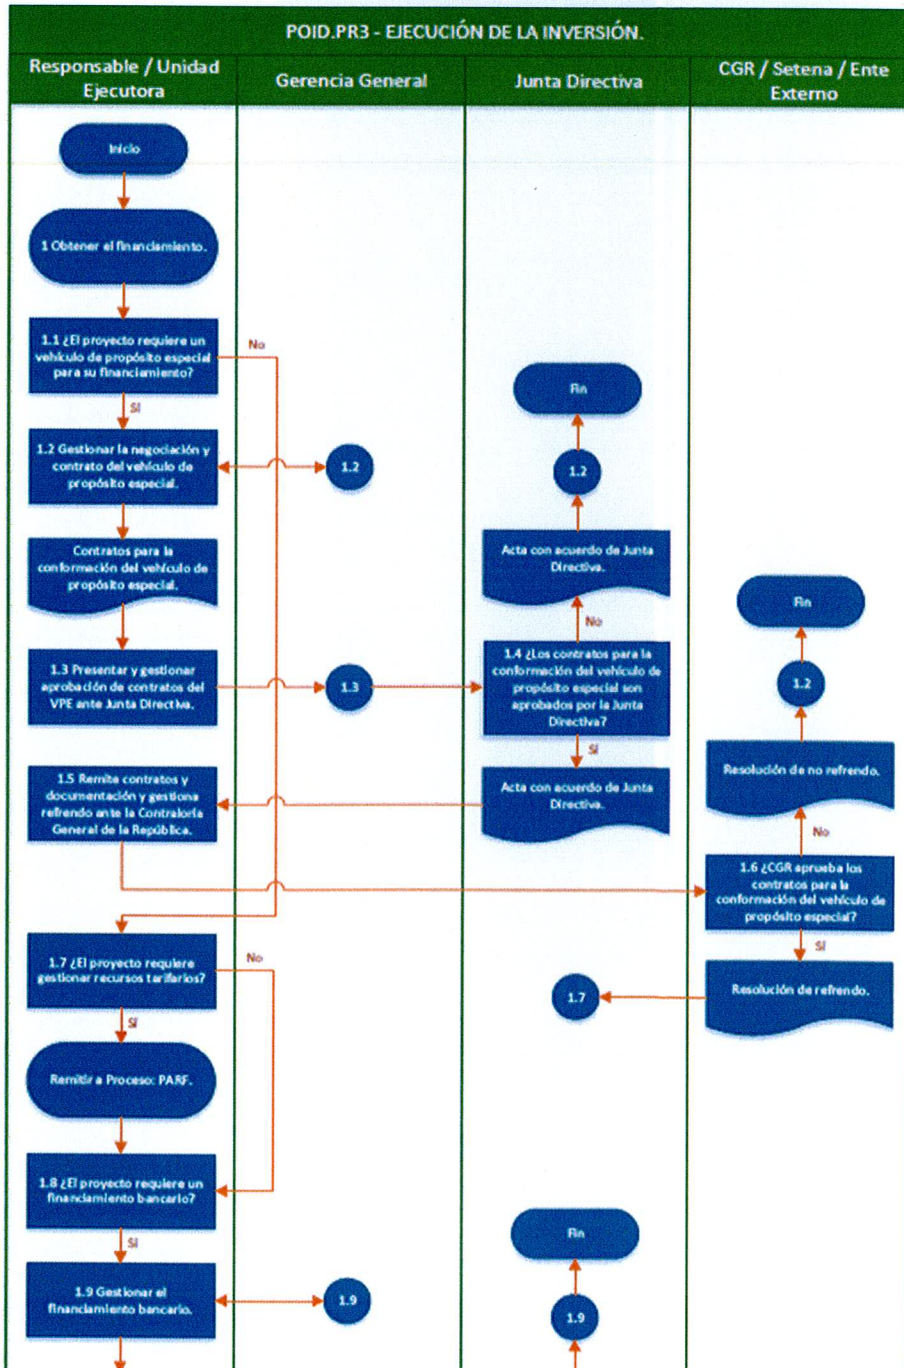 POID.PR3 - EJECUCIÓN DE LA INVERSIÓN.
Responsable / Unidad
Ejecutora
Gerencia General
Junta Directiva
CGR / Setena / Ente
Externo
Inicio
1 Obtener el financiamiento.
1.1 ¿El proyecto requiere un
vehículo de propósito especial
para su financiamiento?
No
Sí
Fin
1.2 Gestionar la negociación y
contrato del vehículo de
propósito especial.
1.2
1.2
Contratos para la
conformación del vehículo de
propósito especial.
Acta con acuerdo de Junta
Directiva.
No
Fin
1.3 Presentar y gestionar
aprobación de contratos del
VPE ante Junta Directiva.
1.3
1.4 ¿Los contratos para la
conformación del vehículo de
propósito especial son
aprobados por la Junta
Directiva?
1.2
Sí
1.5 Remite contratos y
documentación y gestiona
refrendo ante la Contraloría
General de la República.
Acta con acuerdo de Junta
Directiva.
Resolución de no refrendo.
No
1.6 ¿CGR aprueba los
contratos para la
conformación del vehículo de
propósito especial?
Sí
1.7 ¿El proyecto requiere
gestionar recursos tarifarios?
No
Sí
1.7
Resolución de refrendo.
Remitir a Proceso: PARF.
1.8 ¿El proyecto requiere un
financiamiento bancario?
Sí
Fin
1.9 Gestionar el
financiamiento bancario.
1.9
1.9